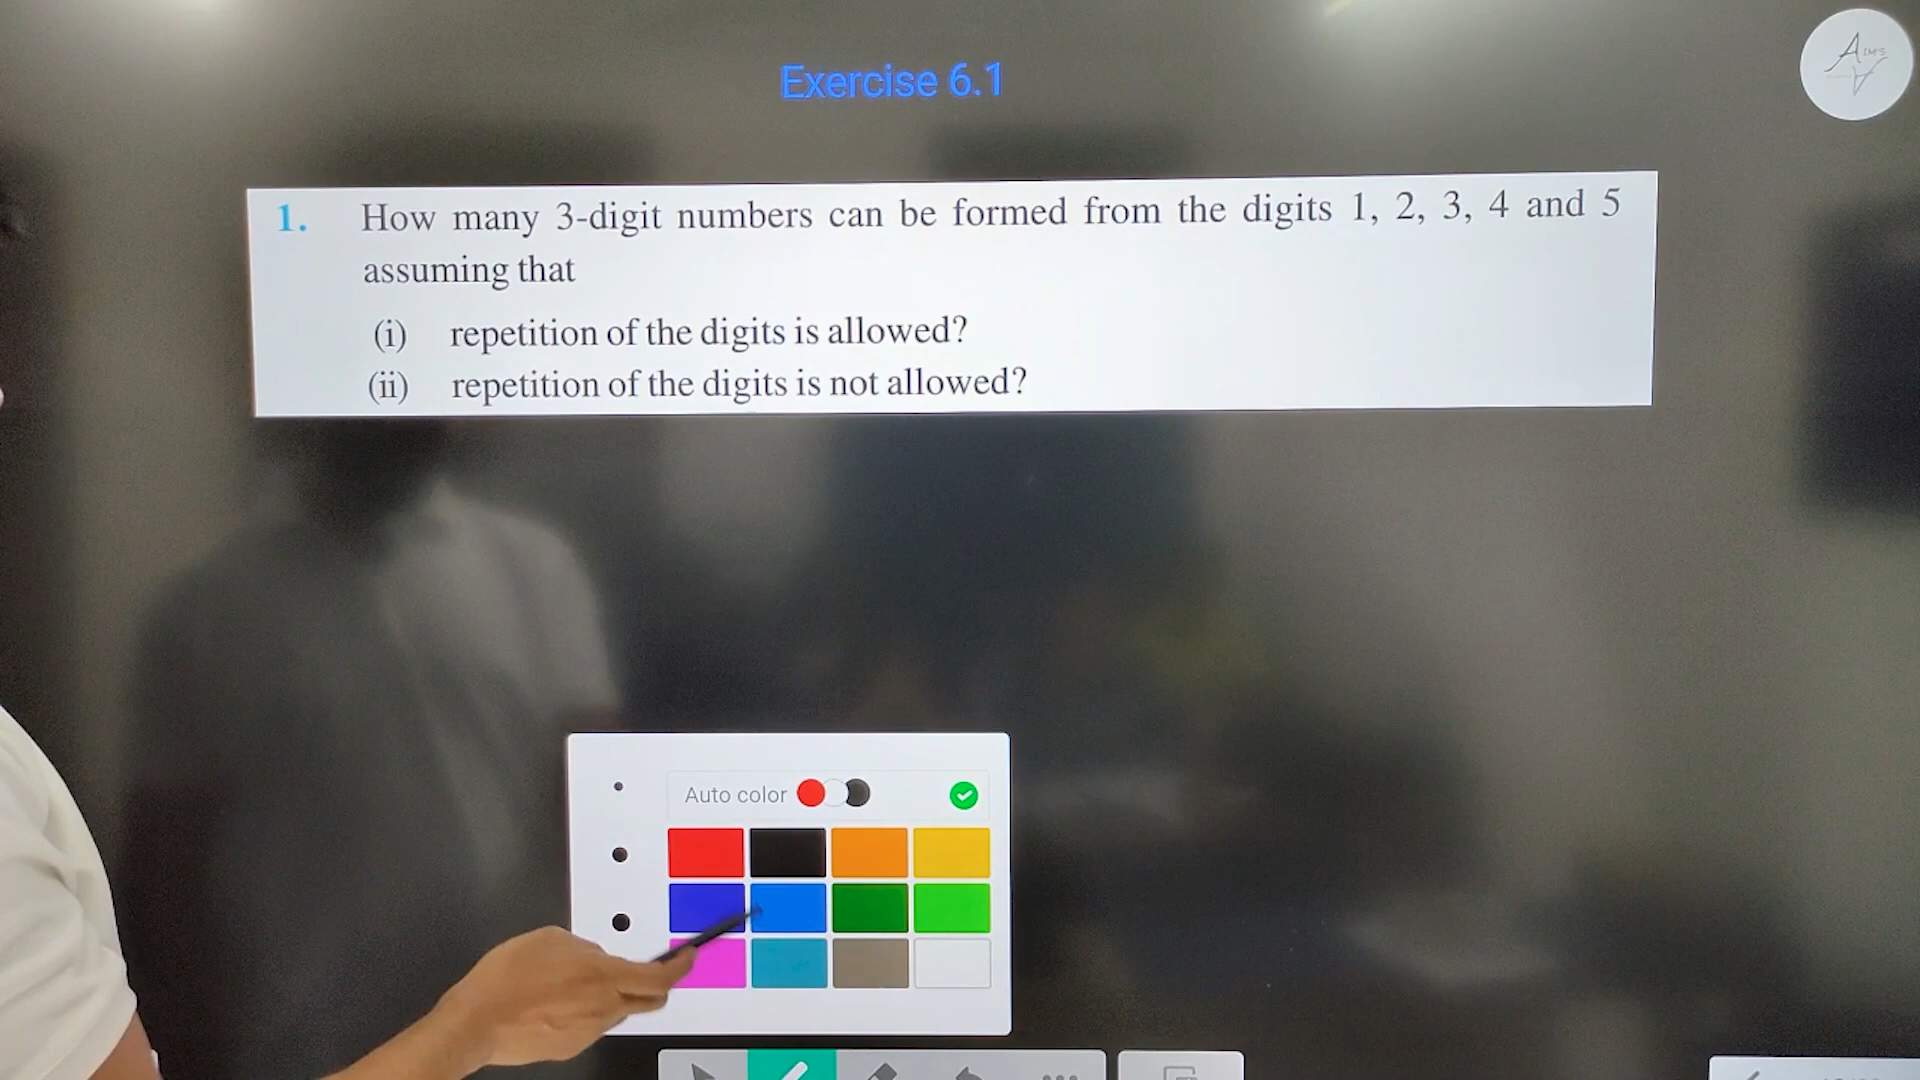 Exercise 6.1
AIM'S
1. How many 3-digit numbers can be formed from the digits 1, 2, 3, 4 and 5
assuming that
(i) repetition of the digits is allowed?
(ii) repetition of the digits is not allowed?
Auto color